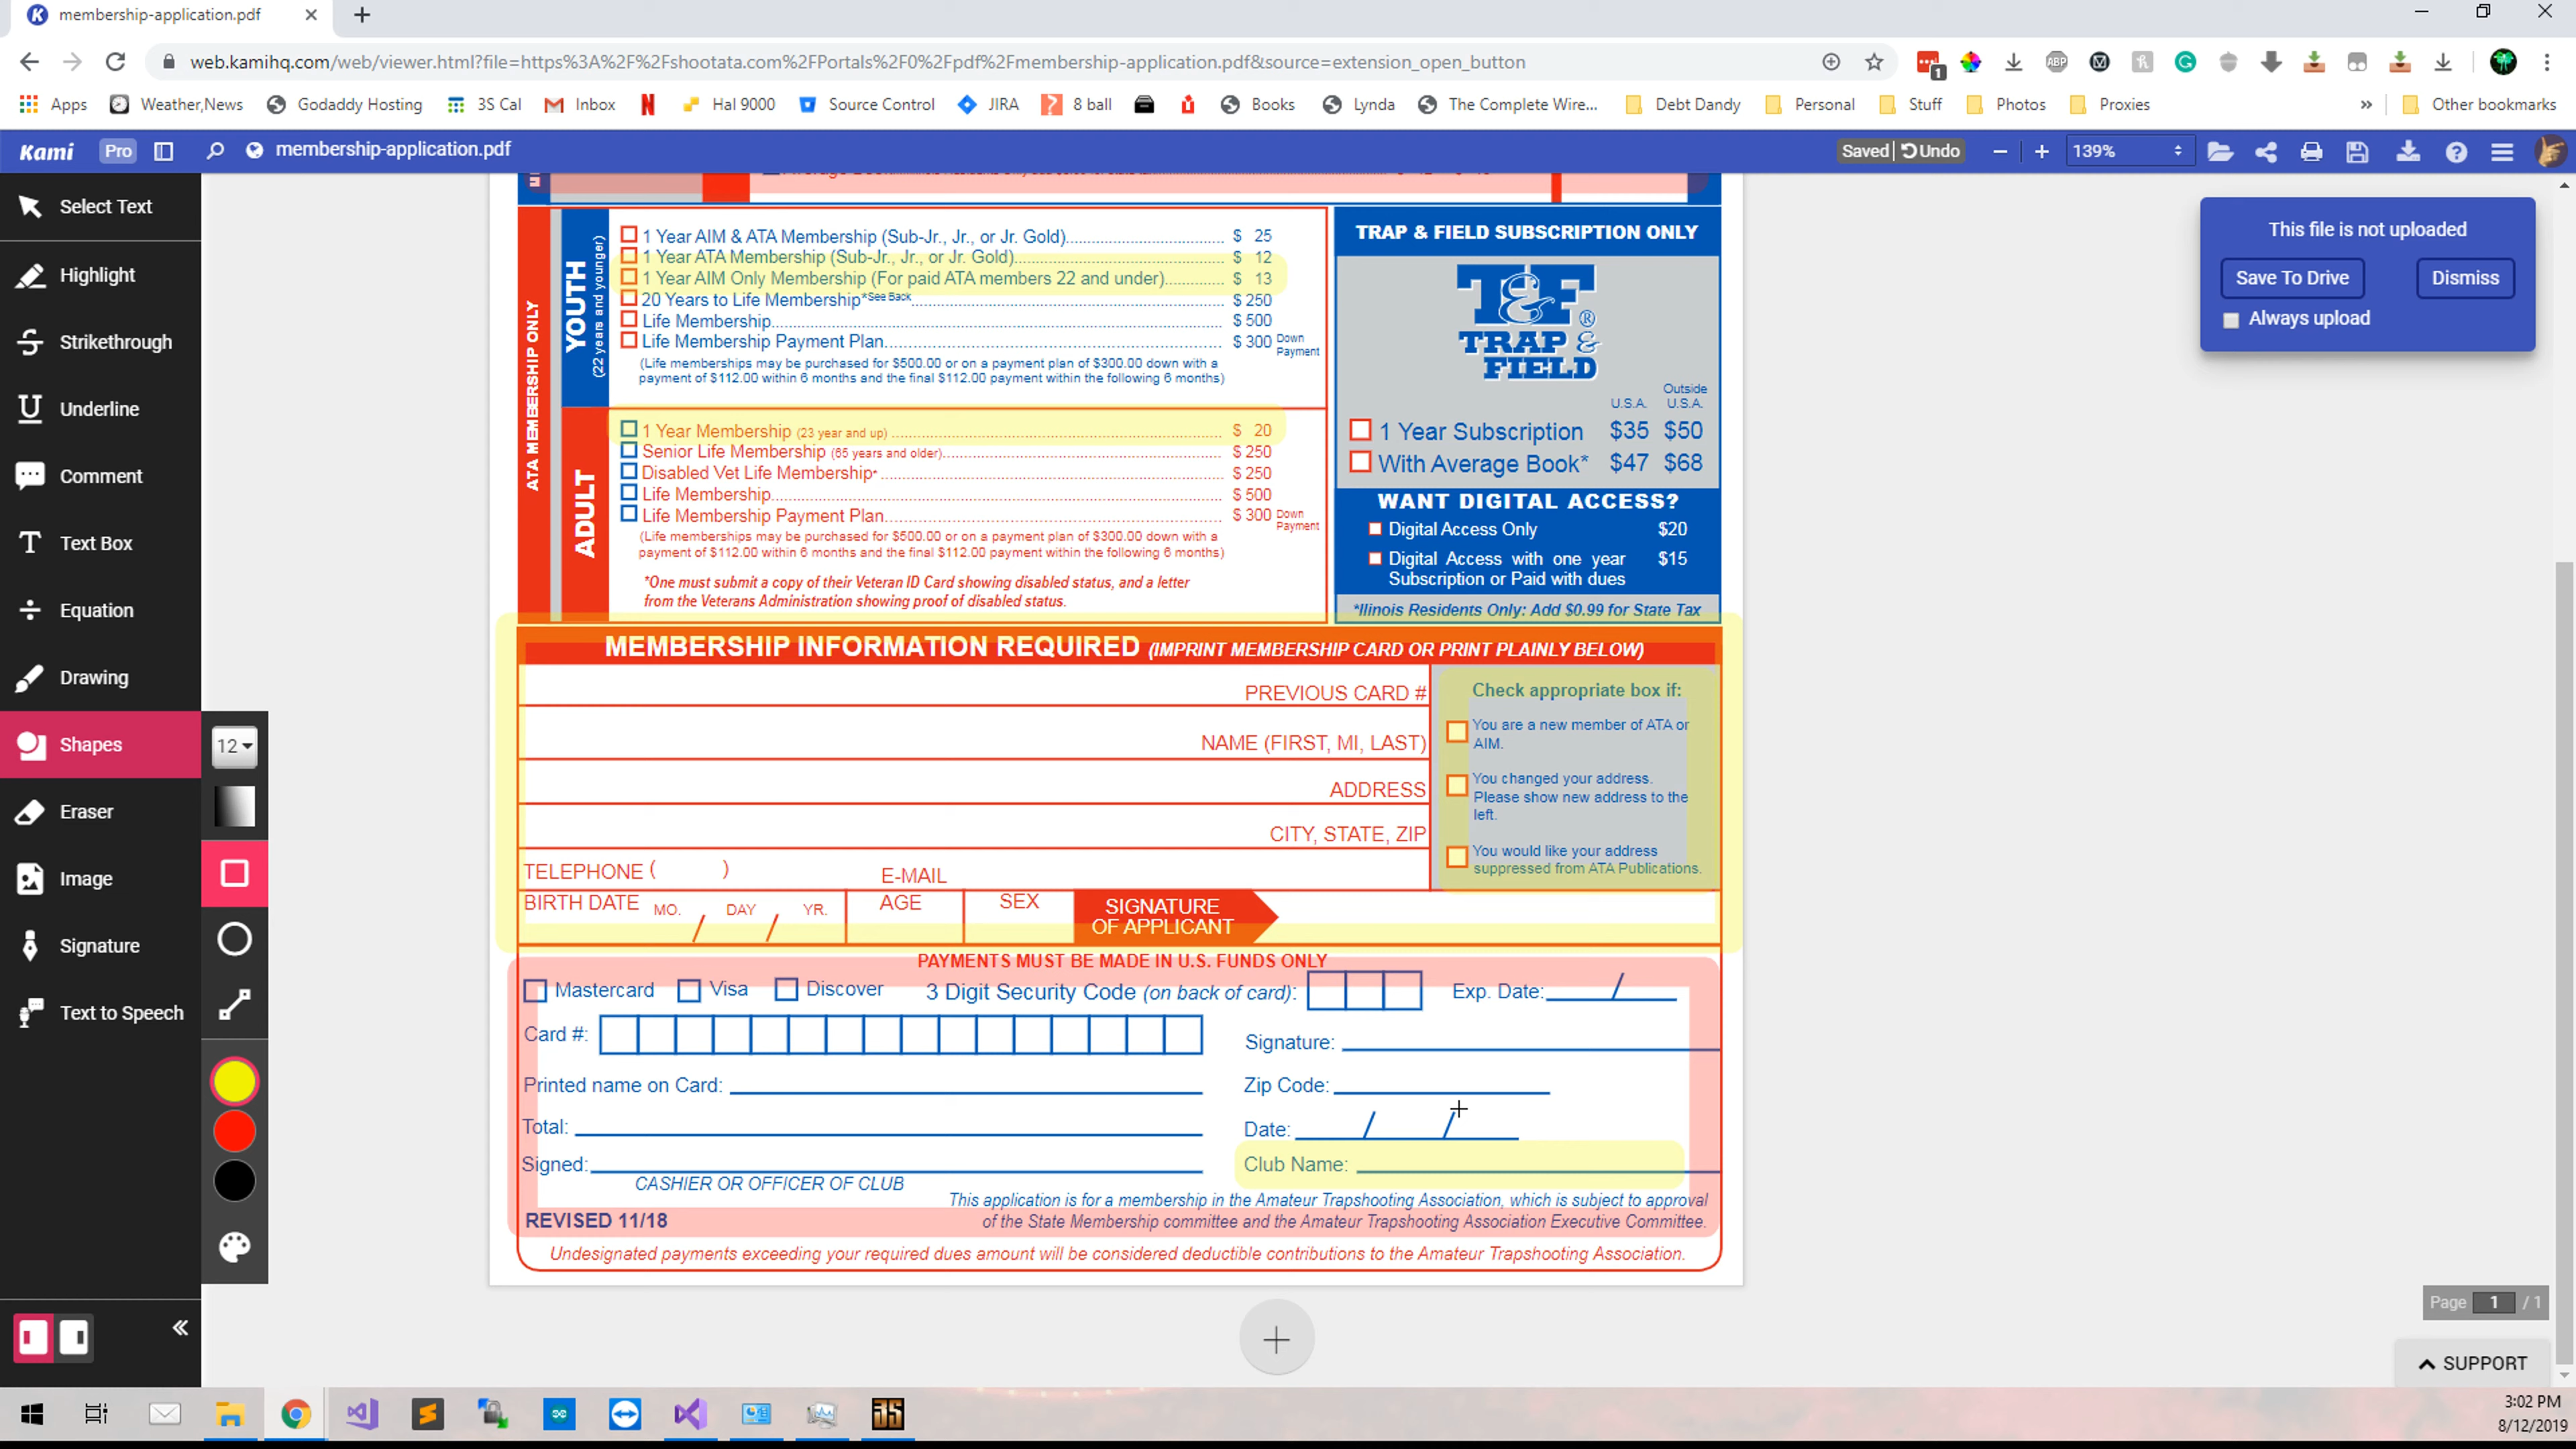 membership-application.pdf
web.kamihq.com/web/viewer.html?file=https%3A%2F%2Fshootata.com%2FPortals%2F0%2Fpdf%2Fmembership-application.pdf&source=extension_open_button
1
ABP
Apps
Weather,News
Godaddy Hosting
3S Cal
Inbox
Hal 9000
Source Control
JIRA
8 ball
Books
Lynda
The Complete Wire...
Debt Dandy
Personal
Stuff
Photos
Proxies
»
Other bookmarks
Kami
Pro
membership-application.pdf
Saved
Undo
139%
Select Text
Highlight
Strikethrough
Underline
Comment
Text Box
Equation
Drawing
Shapes
Eraser
Image
Signature
Text to Speech
12
This file is not uploaded
Save To Drive
Dismiss
Always upload
ATA MEMBERSHIP ONLY
YOUTH
(22 years and younger)
1 Year AIM & ATA Membership (Sub-Jr., Jr., or Jr. Gold) $ 25
1 Year ATA Membership (Sub-Jr., Jr., or Jr. Gold) $ 12
1 Year AIM Only Membership (For paid ATA members 22 and under) $ 13
20 Years to Life Membership*See Back $ 250
Life Membership $ 500
Life Membership Payment Plan $ 300 Down Payment
(Life memberships may be purchased for $500.00 or on a payment plan of $300.00 down with a
payment of $112.00 within 6 months and the final $112.00 payment within the following 6 months)
ADULT
1 Year Membership (23 year and up) $ 20
Senior Life Membership (65 years and older) $ 250
Disabled Vet Life Membership* $ 250
Life Membership $ 500
Life Membership Payment Plan $ 300 Down Payment
(Life memberships may be purchased for $500.00 or on a payment plan of $300.00 down with a
payment of $112.00 within 6 months and the final $112.00 payment within the following 6 months)
*One must submit a copy of their Veteran ID Card showing disabled status, and a letter
from the Veterans Administration showing proof of disabled status.
TRAP & FIELD SUBSCRIPTION ONLY
T&F®
TRAP &
FIELD
U.S.A. Outside U.S.A.
1 Year Subscription $35 $50
With Average Book* $47 $68
WANT DIGITAL ACCESS?
Digital Access Only $20
Digital Access with one year $15
Subscription or Paid with dues
*Ilinois Residents Only: Add $0.99 for State Tax
MEMBERSHIP INFORMATION REQUIRED (IMPRINT MEMBERSHIP CARD OR PRINT PLAINLY BELOW)
PREVIOUS CARD #
NAME (FIRST, MI, LAST)
ADDRESS
CITY, STATE, ZIP
TELEPHONE ( )
E-MAIL
BIRTH DATE MO. / DAY / YR.
AGE
SEX
SIGNATURE
OF APPLICANT
Check appropriate box if:
You are a new member of ATA or
AIM.
You changed your address.
Please show new address to the
left.
You would like your address
suppressed from ATA Publications.
PAYMENTS MUST BE MADE IN U.S. FUNDS ONLY
Mastercard Visa Discover 3 Digit Security Code (on back of card): Exp. Date: /
Card #:
Signature:
Printed name on Card:
Zip Code:
Total:
Date: / /
Signed:
Club Name:
CASHIER OR OFFICER OF CLUB
This application is for a membership in the Amateur Trapshooting Association, which is subject to approval
REVISED 11/18 of the State Membership committee and the Amateur Trapshooting Association Executive Committee.
Undesignated payments exceeding your required dues amount will be considered deductible contributions to the Amateur Trapshooting Association.
Page 1 / 1
SUPPORT
3:02 PM
8/12/2019